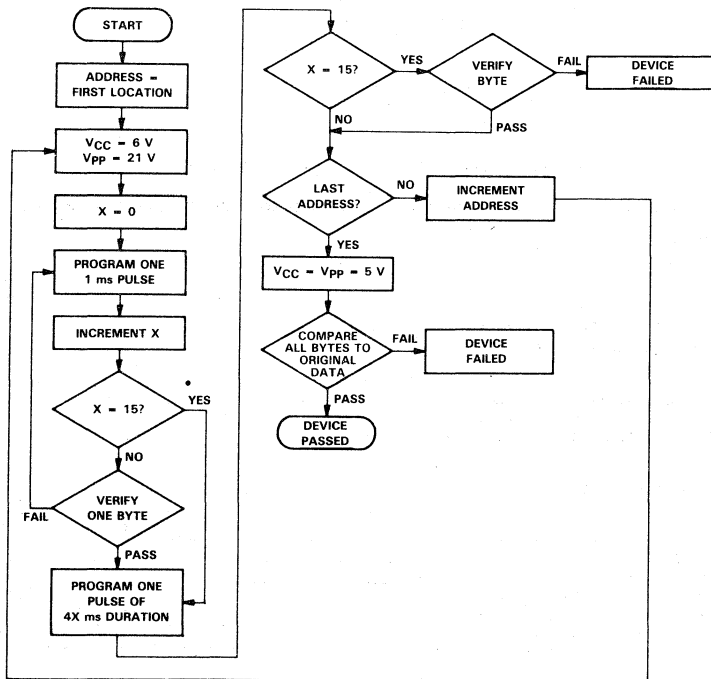 START
ADDRESS =
FIRST LOCATION
VCC = 6 V
VPP = 21 V
X = 0
PROGRAM ONE
1 ms PULSE
INCREMENT X
X = 15?
YES
NO
VERIFY
ONE BYTE
FAIL
PASS
PROGRAM ONE
PULSE OF
4X ms DURATION
X = 15?
YES
VERIFY
BYTE
FAIL
DEVICE
FAILED
NO
PASS
LAST
ADDRESS?
NO
INCREMENT
ADDRESS
YES
VCC = VPP = 5 V
COMPARE
ALL BYTES TO
ORIGINAL
DATA
FAIL
DEVICE
FAILED
PASS
DEVICE
PASSED